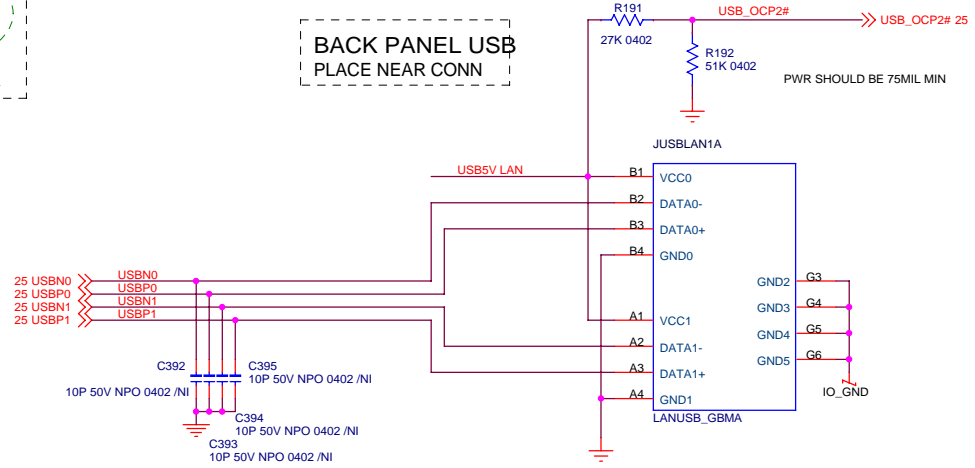 R191
USB_OCP2#
USB_OCP2# 25
27K 0402
BACK PANEL USB
PLACE NEAR CONN
R192
51K 0402
PWR SHOULD BE 75MIL MIN
JUSBLAN1A
USB5V LAN
B1
VCC0
B2
DATA0-
B3
DATA0+
B4
GND0
25 USBN0
USBN0
25 USBP0
USBP0
25 USBN1
USBN1
25 USBP1
USBP1
GND2
G3
GND3
G4
GND4
G5
GND5
G6
A1
VCC1
A2
DATA1-
A3
DATA1+
A4
GND1
IO_GND
LANUSB_GBMA
C392
10P 50V NPO 0402 /NI
C395
10P 50V NPO 0402 /NI
C394
10P 50V NPO 0402 /NI
C393
10P 50V NPO 0402 /NI